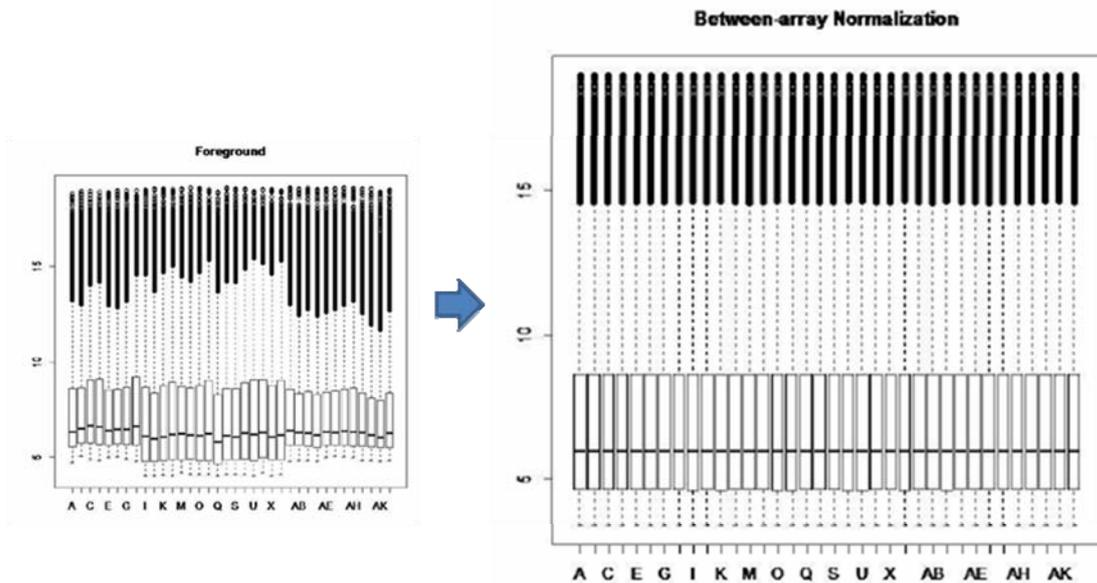 Foreground
15
10
5
A C E G I K M O Q S U X AB AE AH AK
Between-array Normalization
15
10
5
A C E G I K M O Q S U X AB AE AH AK